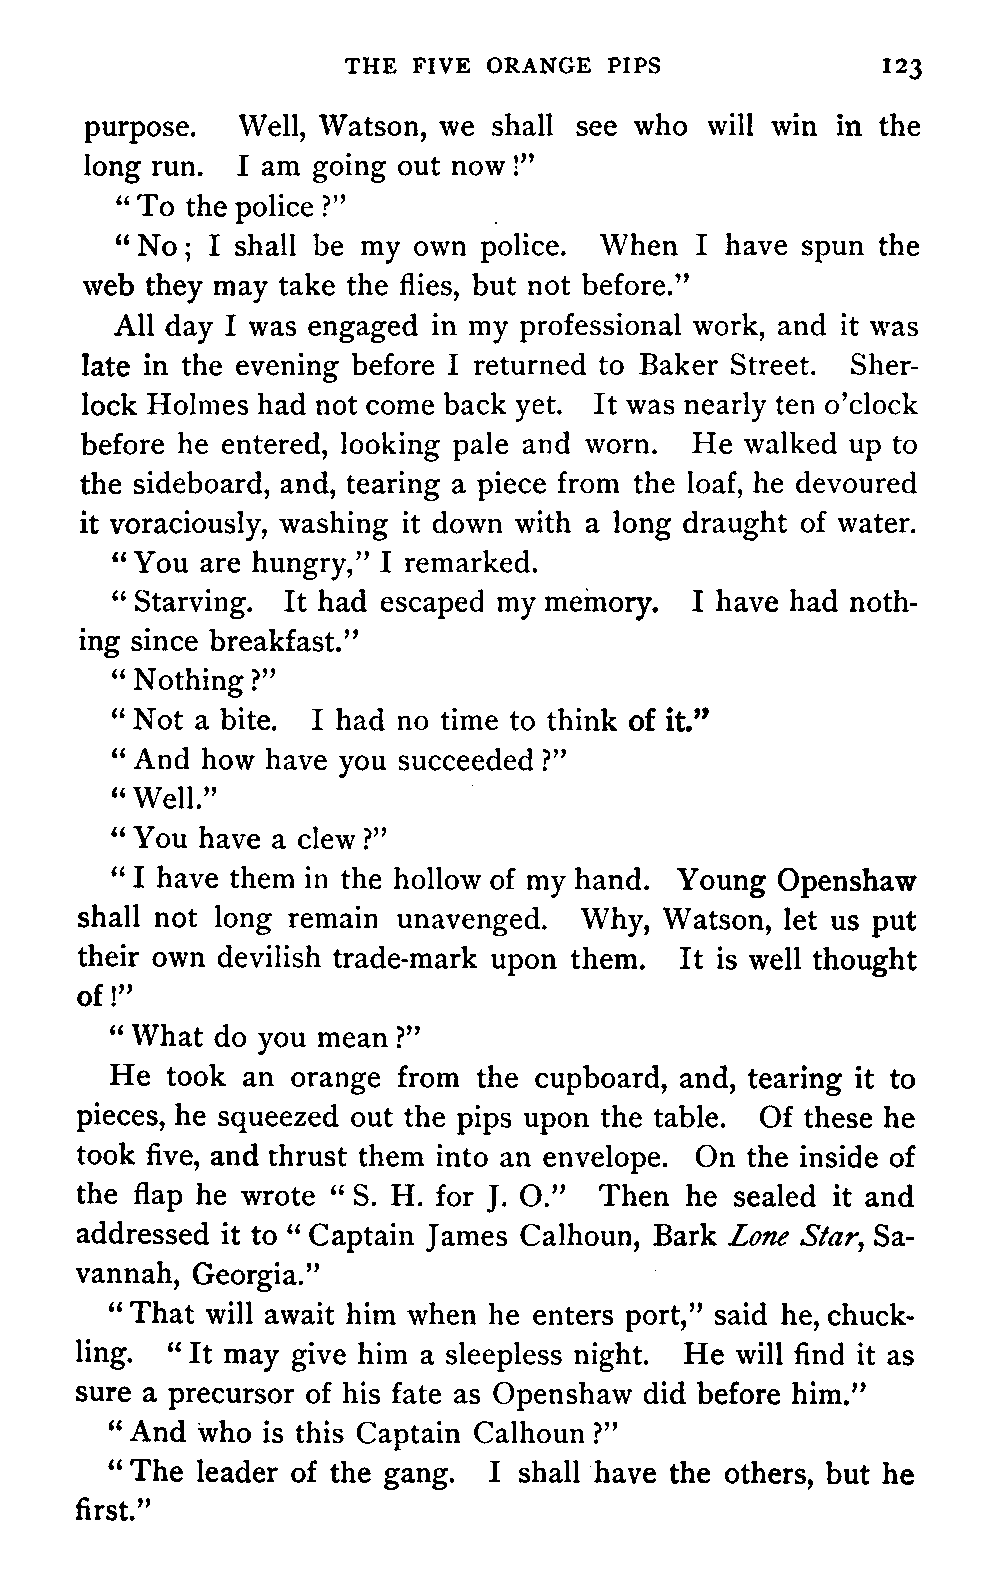 THE FIVE ORANGE PIPS 123
purpose. Well, Watson, we shall see who will win in the
long run. I am going out now!”
“To the police?”
“No; I shall be my own police. When I have spun the
web they may take the flies, but not before.”
All day I was engaged in my professional work, and it was
late in the evening before I returned to Baker Street. Sher-
lock Holmes had not come back yet. It was nearly ten o’clock
before he entered, looking pale and worn. He walked up to
the sideboard, and, tearing a piece from the loaf, he devoured
it voraciously, washing it down with a long draught of water.
“You are hungry,” I remarked.
“Starving. It had escaped my memory. I have had noth-
ing since breakfast.”
“Nothing?”
“Not a bite. I had no time to think of it.”
“And how have you succeeded?”
“Well.”
“You have a clew?”
“I have them in the hollow of my hand. Young Openshaw
shall not long remain unavenged. Why, Watson, let us put
their own devilish trade-mark upon them. It is well thought
of!”
“What do you mean?”
He took an orange from the cupboard, and, tearing it to
pieces, he squeezed out the pips upon the table. Of these he
took five, and thrust them into an envelope. On the inside of
the flap he wrote “S. H. for J. O.” Then he sealed it and
addressed it to “Captain James Calhoun, Bark Lone Star, Sa-
vannah, Georgia.”
“That will await him when he enters port,” said he, chuck-
ling. “It may give him a sleepless night. He will find it as
sure a precursor of his fate as Openshaw did before him.”
“And who is this Captain Calhoun?”
“The leader of the gang. I shall have the others, but he
first.”